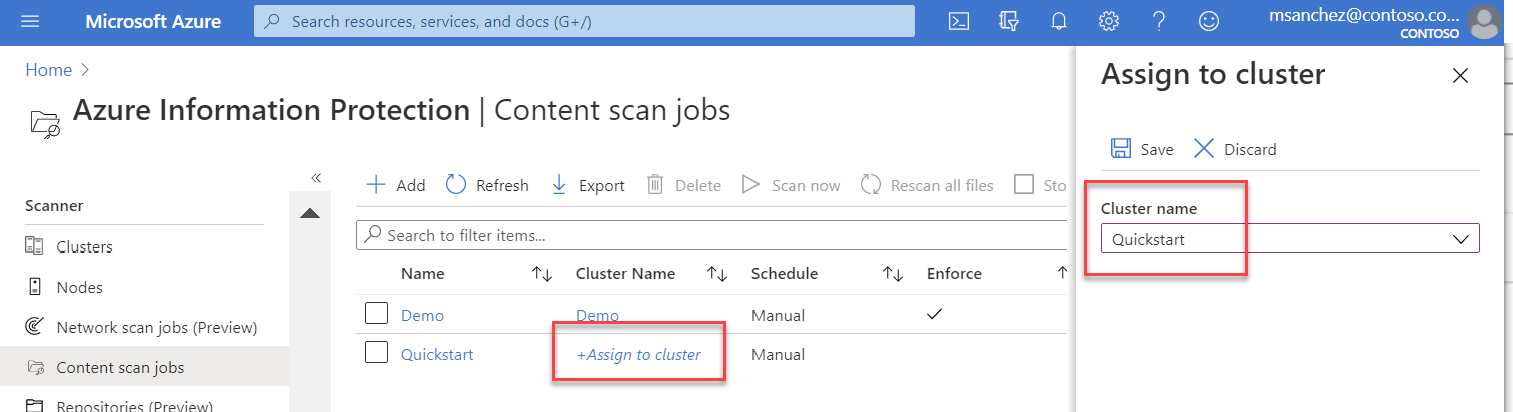 Microsoft Azure
Search resources, services, and docs (G+/)
msanchez@contoso.co...
CONTOSO
Home
Azure Information Protection | Content scan jobs
Scanner
Clusters
Nodes
Network scan jobs (Preview)
Content scan jobs
Repositories (Preview)
Add Refresh Export Delete Scan now Rescan all files Sto
Search to filter items...
Name Cluster Name Schedule Enforce
Demo Demo Manual
Quickstart +Assign to cluster Manual
Assign to cluster
Save Discard
Cluster name
Quickstart